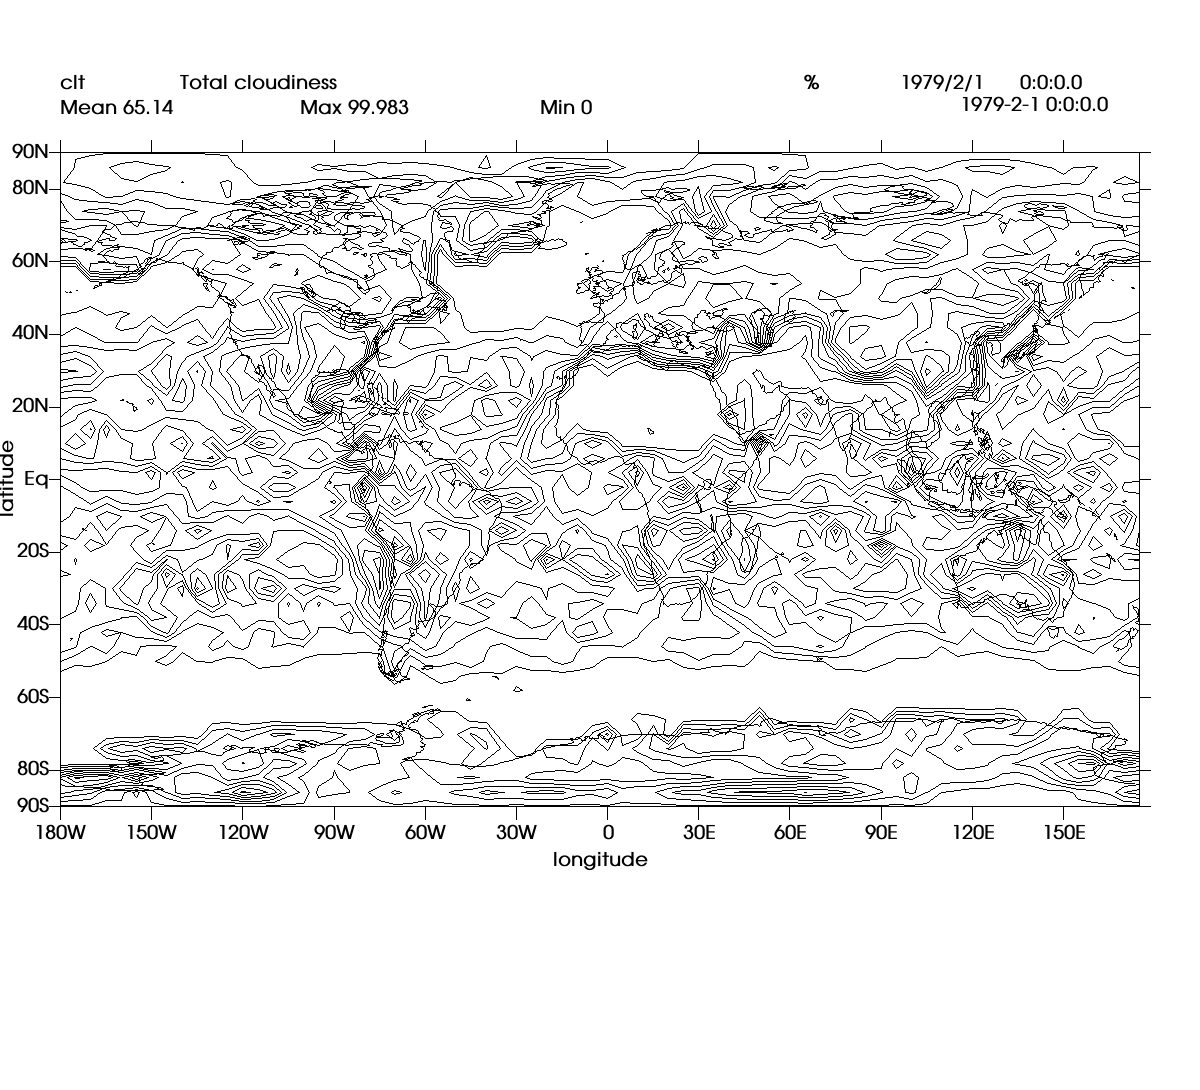 clt Total cloudiness % 1979/2/1 0:0:0.0
Mean 65.14 Max 99.983 Min 0 1979-2-1 0:0:0.0
90N
80N
60N
40N
20N
Eq
20S
40S
60S
80S
90S
latitude
180W 150W 120W 90W 60W 30W 0 30E 60E 90E 120E 150E
longitude